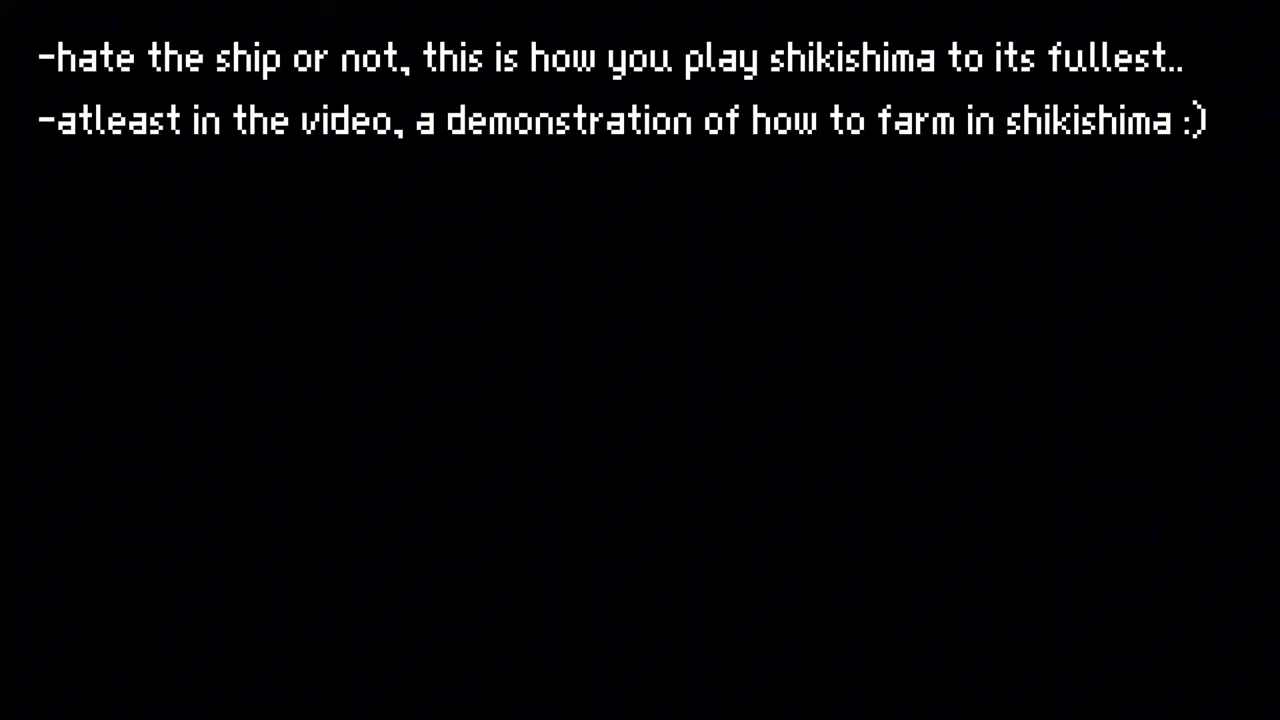 -hate the ship or not, this is how you play shikishima to its fullest..
-atleast in the video, a demonstration of how to farm in shikishima :)